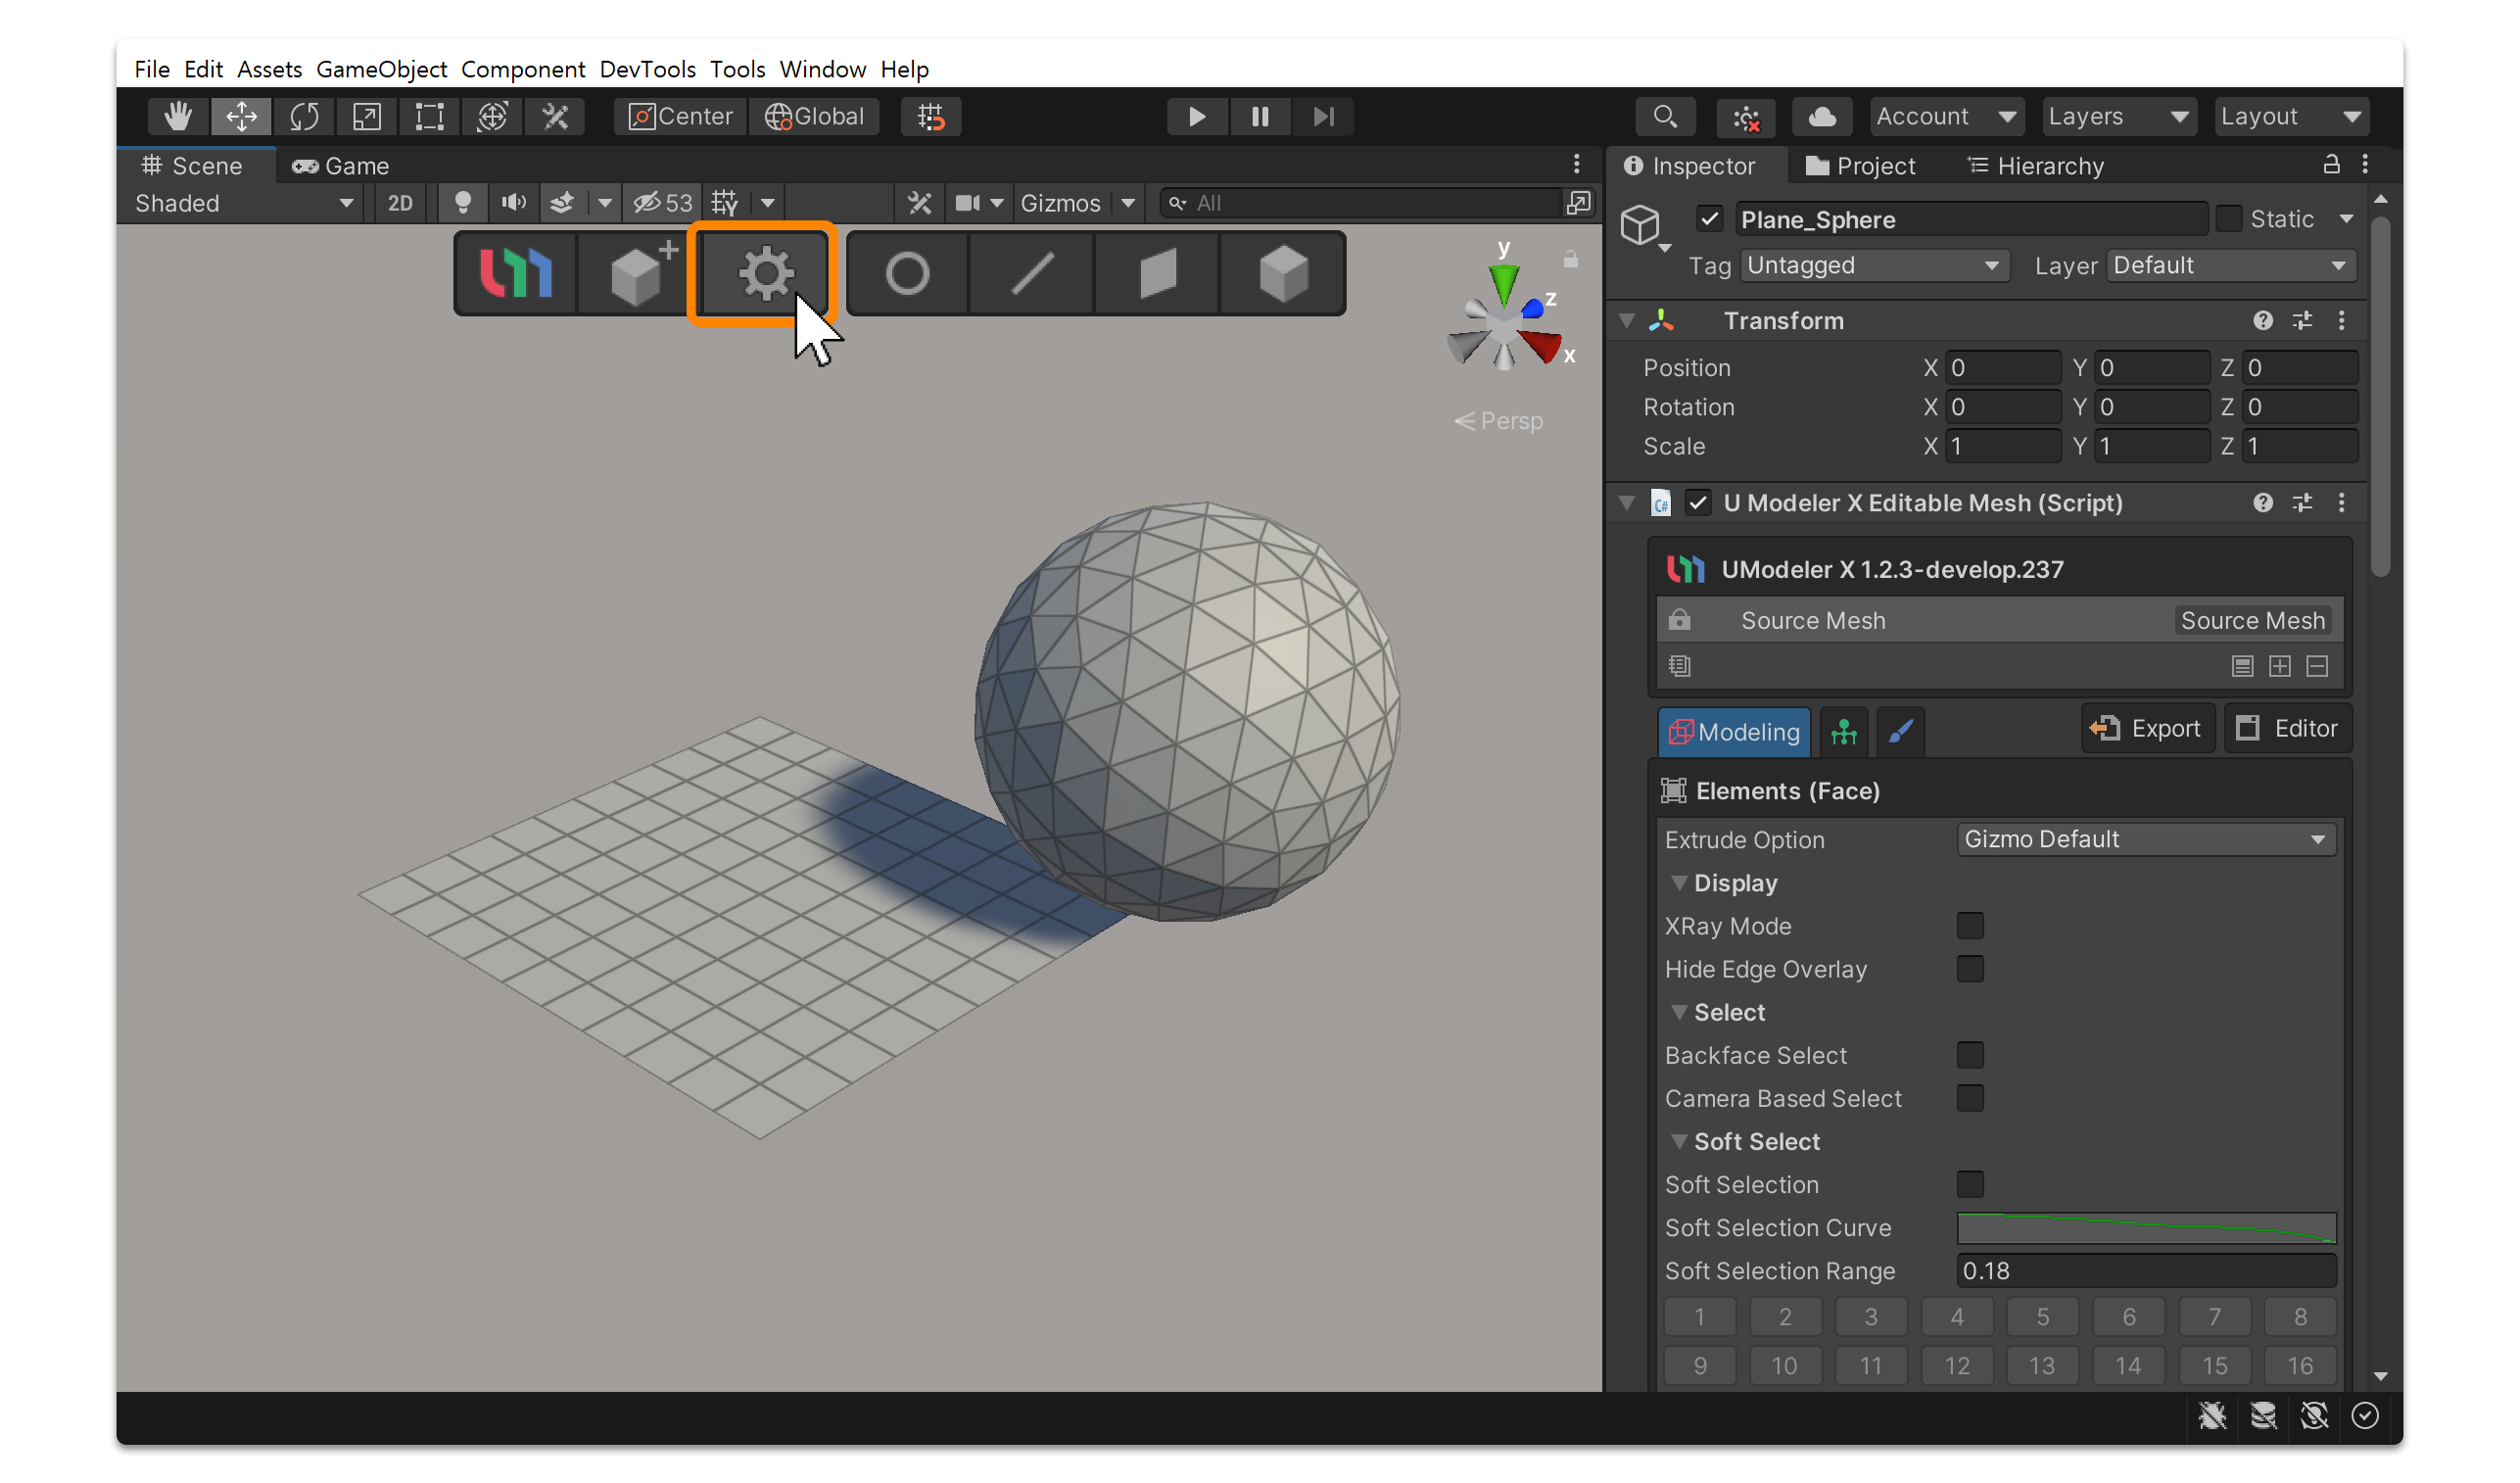 File Edit Assets GameObject Component DevTools Tools Window Help
Center Global Account Layers Layout
Scene Game
Shaded 2D 53 Gizmos All
y
z
x
Persp
Inspector Project Hierarchy
Plane_Sphere Static
Tag Untagged Layer Default
Transform
Position X 0 Y 0 Z 0
Rotation X 0 Y 0 Z 0
Scale X 1 Y 1 Z 1
C# U Modeler X Editable Mesh (Script)
UModeler X 1.2.3-develop.237
Source Mesh Source Mesh
Modeling Export Editor
Elements (Face)
Extrude Option Gizmo Default
Display
XRay Mode
Hide Edge Overlay
Select
Backface Select
Camera Based Select
Soft Select
Soft Selection
Soft Selection Curve
Soft Selection Range 0.18
1 2 3 4 5 6 7 8
9 10 11 12 13 14 15 16